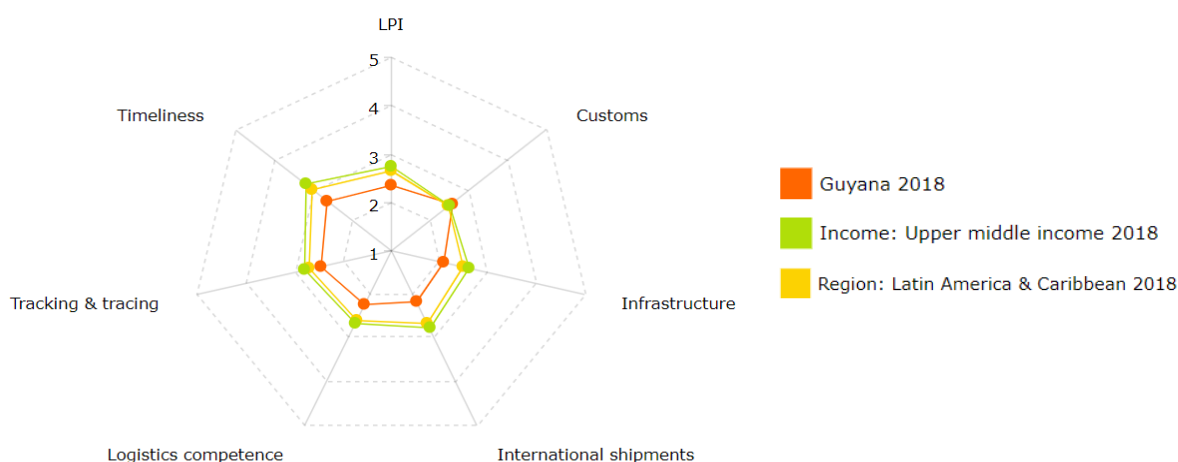 LPI
5
4
3
2
1
Timeliness
Customs
Tracking & tracing
Infrastructure
Logistics competence
International shipments
Guyana 2018
Income: Upper middle income 2018
Region: Latin America & Caribbean 2018